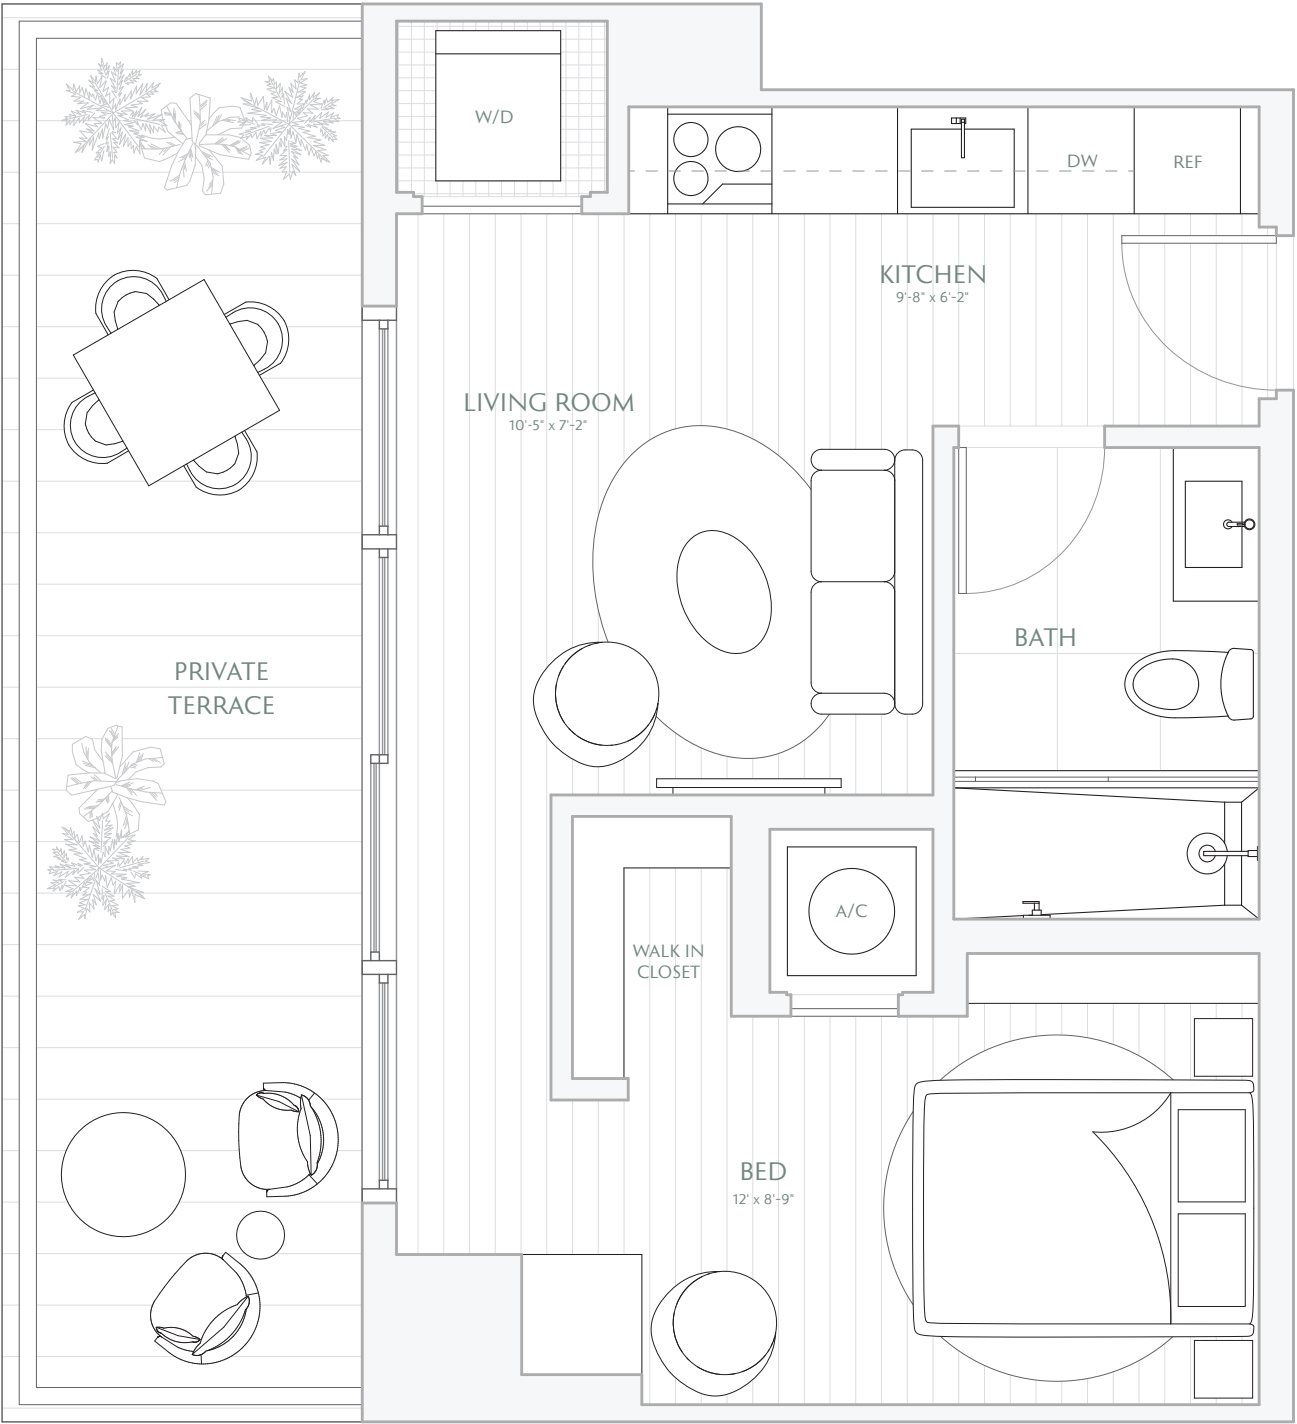 W/D
DW
REF
KITCHEN
9'-8" x 6'-2"
LIVING ROOM
10'-5" x 7'-2"
BATH
PRIVATE
TERRACE
A/C
WALK IN
CLOSET
BED
12' x 8'-9"